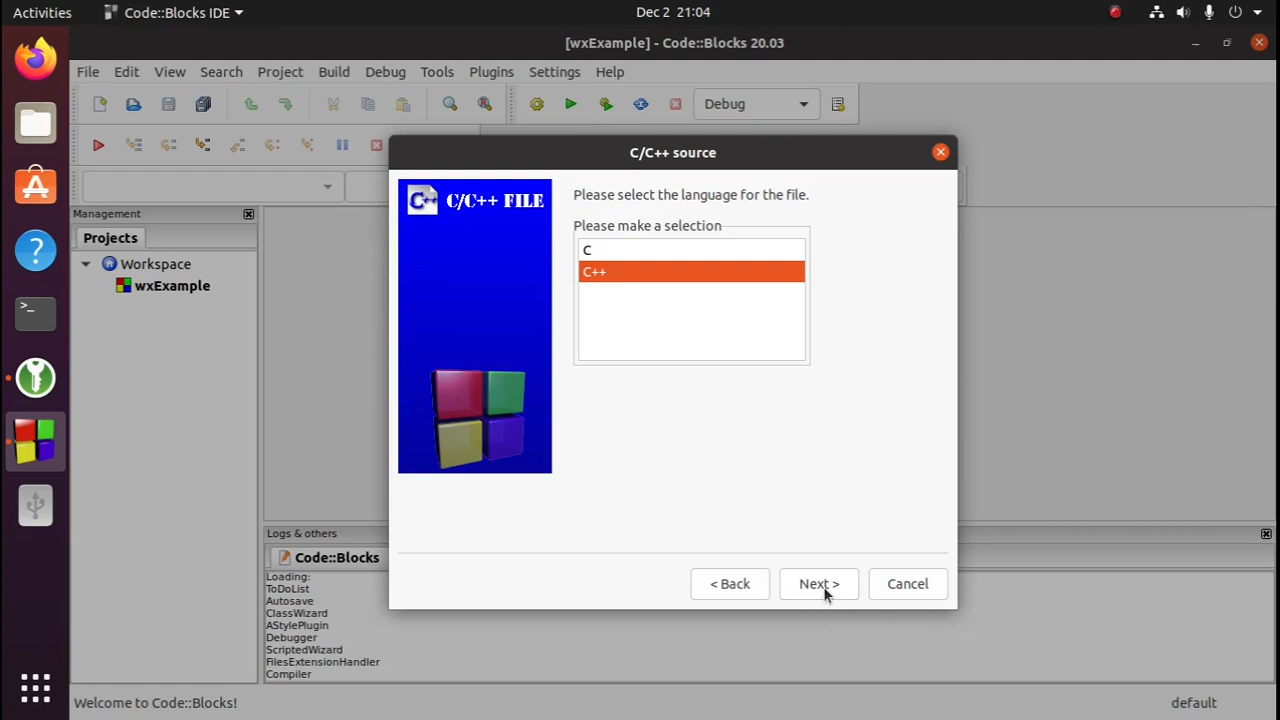 Activities Code::Blocks IDE Dec 2 21:04
[wxExample] - Code::Blocks 20.03
File Edit View Search Project Build Debug Tools Plugins Settings Help
Debug
C/C++ source
C++ C/C++ FILE
Please select the language for the file.
Please make a selection
C
C++
Management
Projects
Workspace
wxExample
Logs & others
Code::Blocks
Loading:
ToDoList
Autosave
ClassWizard
AStylePlugin
Debugger
ScriptedWizard
FilesExtensionHandler
Compiler
< Back Next > Cancel
Welcome to Code::Blocks! default